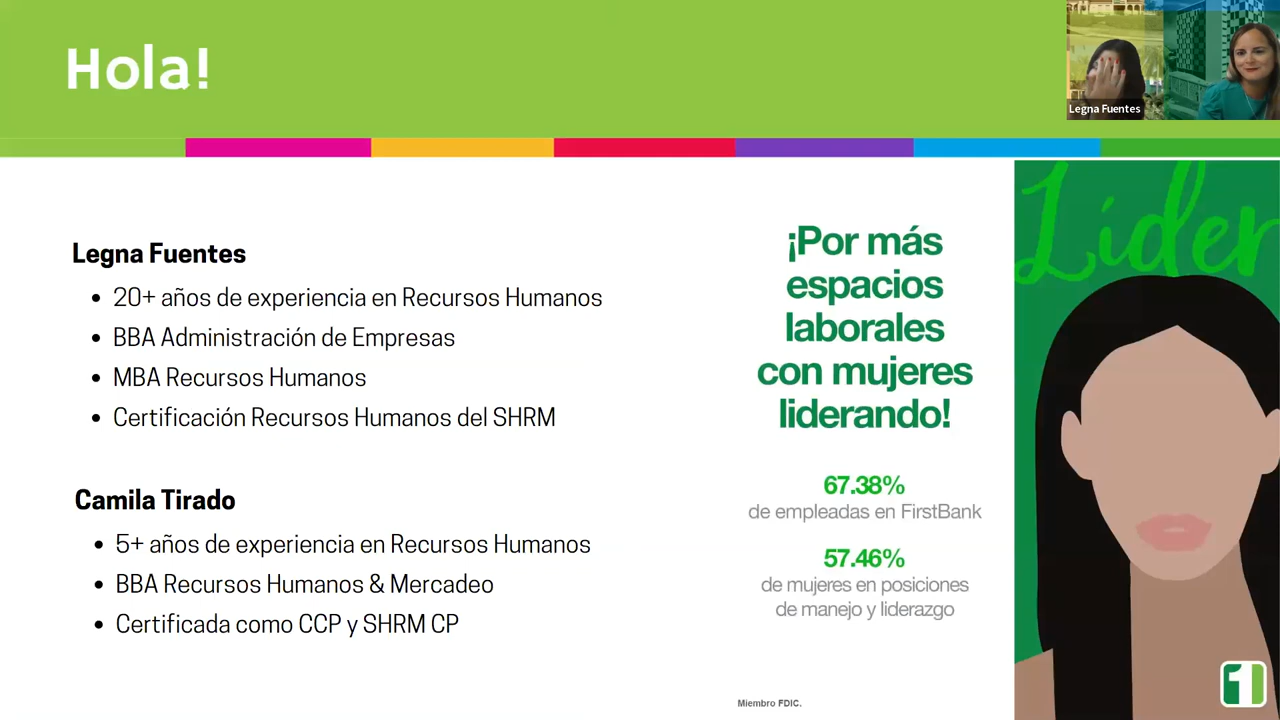 Hola!
Legna Fuentes
Legna Fuentes
20+ años de experiencia en Recursos Humanos
BBA Administración de Empresas
MBA Recursos Humanos
Certificación Recursos Humanos del SHRM
Camila Tirado
5+ años de experiencia en Recursos Humanos
BBA Recursos Humanos & Mercadeo
Certificada como CCP y SHRM CP
¡Por más
espacios
laborales
con mujeres
liderando!
67.38%
de empleadas en FirstBank
57.46%
de mujeres en posiciones
de manejo y liderazgo
Miembro FDIC.
Líder
1